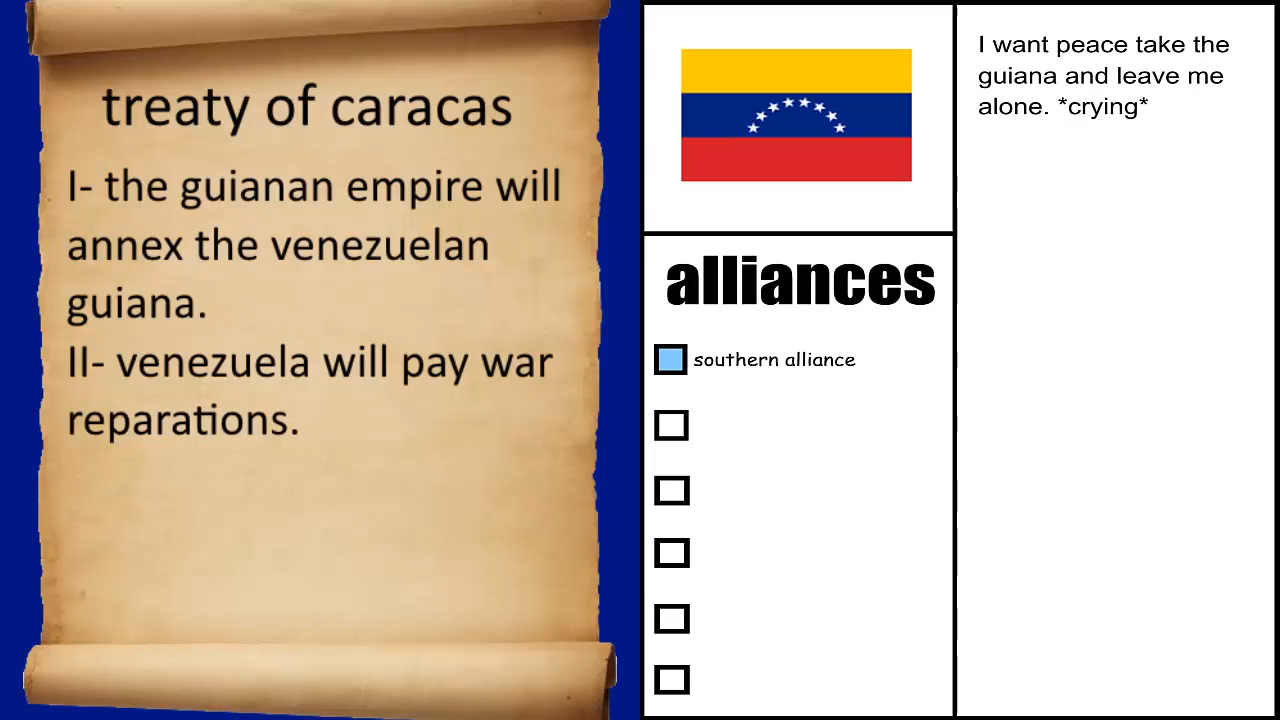 treaty of caracas
I- the guianan empire will
annex the venezuelan
guiana.
II- venezuela will pay war
reparations.
alliances
southern alliance
I want peace take the
guiana and leave me
alone. *crying*